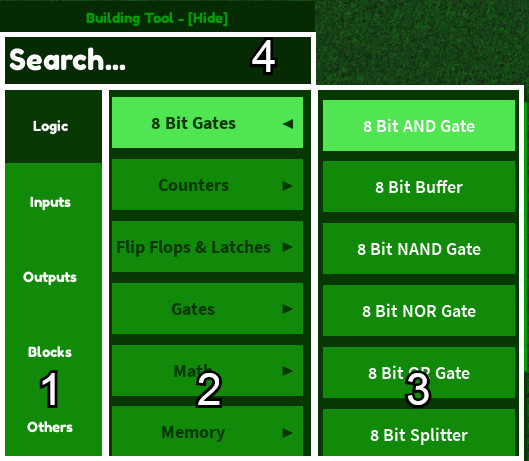 Building Tool - [Hide]
Search...
4
Logic
Inputs
Outputs
Blocks
1
Others
8 Bit Gates
Counters
Flip Flops & Latches
Gates
Math
2
Memory
8 Bit AND Gate
8 Bit Buffer
8 Bit NAND Gate
8 Bit NOR Gate
8 Bit OR Gate
3
8 Bit Splitter